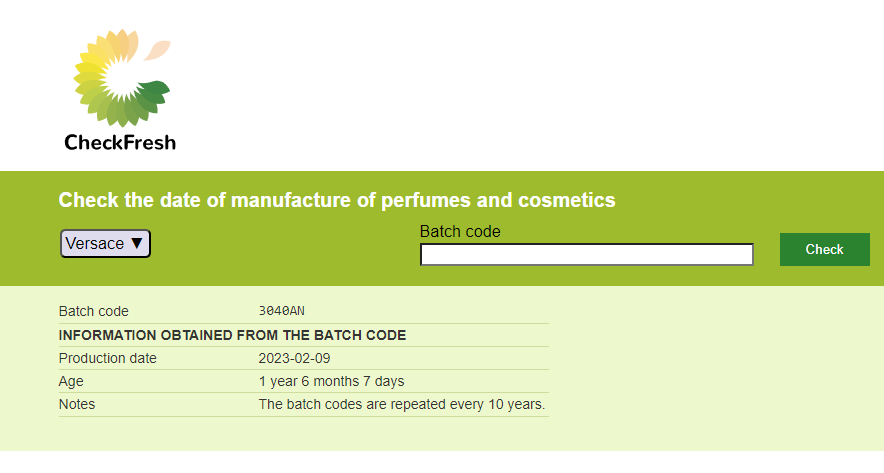 CheckFresh
Check the date of manufacture of perfumes and cosmetics
Versace ▼
Batch code
Check
Batch code 3040AN
INFORMATION OBTAINED FROM THE BATCH CODE
Production date 2023-02-09
Age 1 year 6 months 7 days
Notes The batch codes are repeated every 10 years.